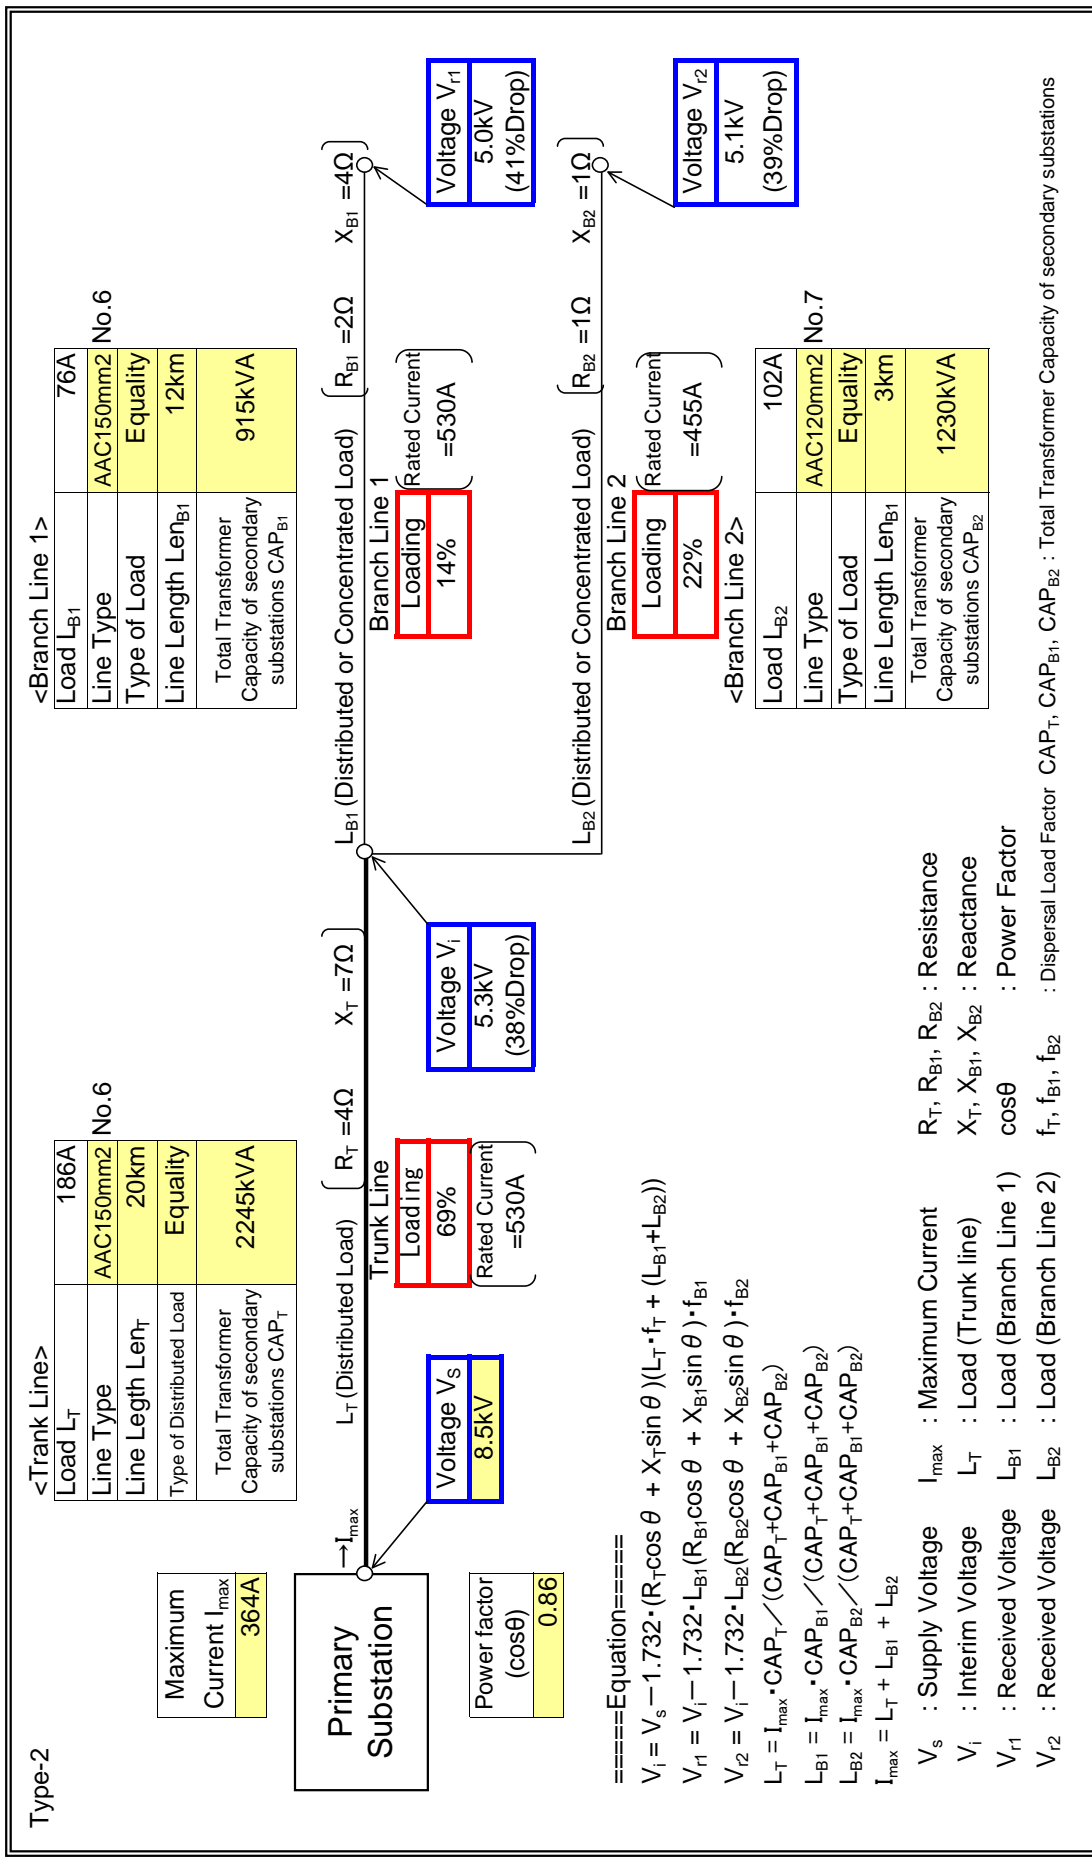 Type-2
Maximum
Current Imax
364A
Primary
Substation
Power factor
(cosθ)
0.86
<Trank Line>
Load LT 186A
Line Type AAC150mm2 No.6
Line Legth LenT 20km
Type of Distributed Load Equality
Total Transformer
Capacity of secondary
substations CAPT 2245kVA
→Imax
LT (Distributed Load) RT =4Ω XT =7Ω
Trunk Line
Loading
69%
Rated Current
=530A
Voltage VS
8.5kV
Voltage Vi
5.3kV
(38%Drop)
<Branch Line 1>
Load LB1 76A
Line Type AAC150mm2 No.6
Type of Load Equality
Line Length LenB1 12km
Total Transformer
Capacity of secondary
substations CAPB1 915kVA
LB1 (Distributed or Concentrated Load) RB1 =2Ω XB1 =4Ω
Branch Line 1
Loading
14%
Rated Current
=530A
Voltage Vr1
5.0kV
(41%Drop)
LB2 (Distributed or Concentrated Load) RB2 =1Ω XB2 =1Ω
Branch Line 2
Loading
22%
Rated Current
=455A
Voltage Vr2
5.1kV
(39%Drop)
<Branch Line 2>
Load LB2 102A
Line Type AAC120mm2 No.7
Type of Load Equality
Line Length LenB1 3km
Total Transformer
Capacity of secondary
substations CAPB2 1230kVA
=====Equation=====
Vi = Vs－1.732・(RTcosθ + XTsinθ)(LT・fT + (LB1+LB2))
Vr1 = Vi－1.732・LB1(RB1cosθ + XB1sinθ)・fB1
Vr2 = Vi－1.732・LB2(RB2cosθ + XB2sinθ)・fB2
LT = Imax・CAPT／(CAPT+CAPB1+CAPB2)
LB1 = Imax・CAPB1／(CAPT+CAPB1+CAPB2)
LB2 = Imax・CAPB2／(CAPT+CAPB1+CAPB2)
Imax = LT + LB1 + LB2
Vs : Supply Voltage Imax : Maximum Current RT, RB1, RB2 : Resistance
Vi : Interim Voltage LT : Load (Trunk line) XT, XB1, XB2 : Reactance
Vr1 : Received Voltage LB1 : Load (Branch Line 1) cosθ : Power Factor
Vr2 : Received Voltage LB2 : Load (Branch Line 2) fT, fB1, fB2 : Dispersal Load Factor CAPT, CAPB1, CAPB2 : Total Transformer Capacity of secondary substations